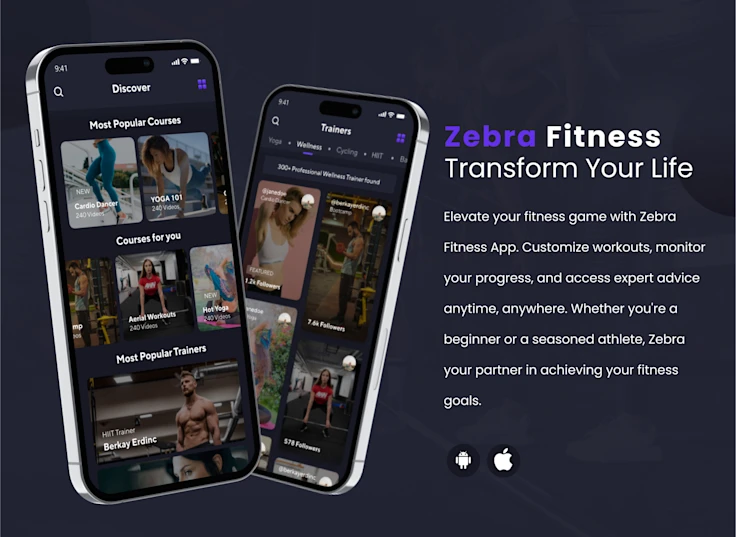 9:41
Discover
Most Popular Courses
NEW
Cardio Dancer
240 Videos
YOGA 101
240 Videos
Courses for you
mp
Aerial Workouts
240 Videos
NEW
Hot Yoga
Most Popular Trainers
HIIT Trainer
Berkay Erdinc
9:41
Trainers
Yoga Wellness Cycling HIIT Ba
300+ Professional Wellness Trainer found
@janedoe
FEATURED
1.2k Followers
@berkayerdinc
Bootcamp
7.6k Followers
578 Followers
@berkayerdinc
Zebra Fitness
Transform Your Life
Elevate your fitness game with Zebra
Fitness App. Customize workouts, monitor
your progress, and access expert advice
anytime, anywhere. Whether you're a
beginner or a seasoned athlete, Zebra
your partner in achieving your fitness
goals.